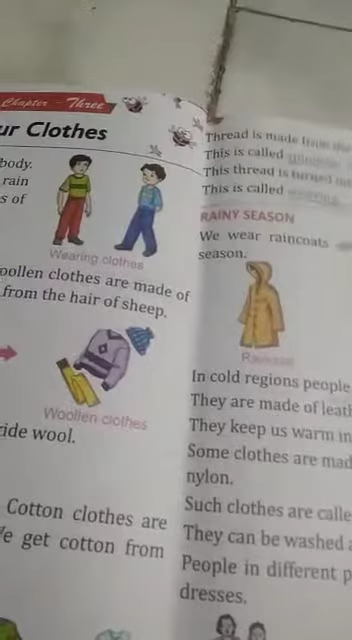 Chapter - Three
ur Clothes
body.
rain
s of
Wearing clothes
oollen clothes are made of
from the hair of sheep.
Woollen clothes
ide wool.
Cotton clothes are
e get cotton from
Thread is made from the
This is called
This thread is turned
This is called
RAINY SEASON
We wear raincoats
season.
Raincoat
In cold regions people
They are made of leath
They keep us warm in
Some clothes are mad
nylon.
Such clothes are calle
They can be washed a
People in different p
dresses.